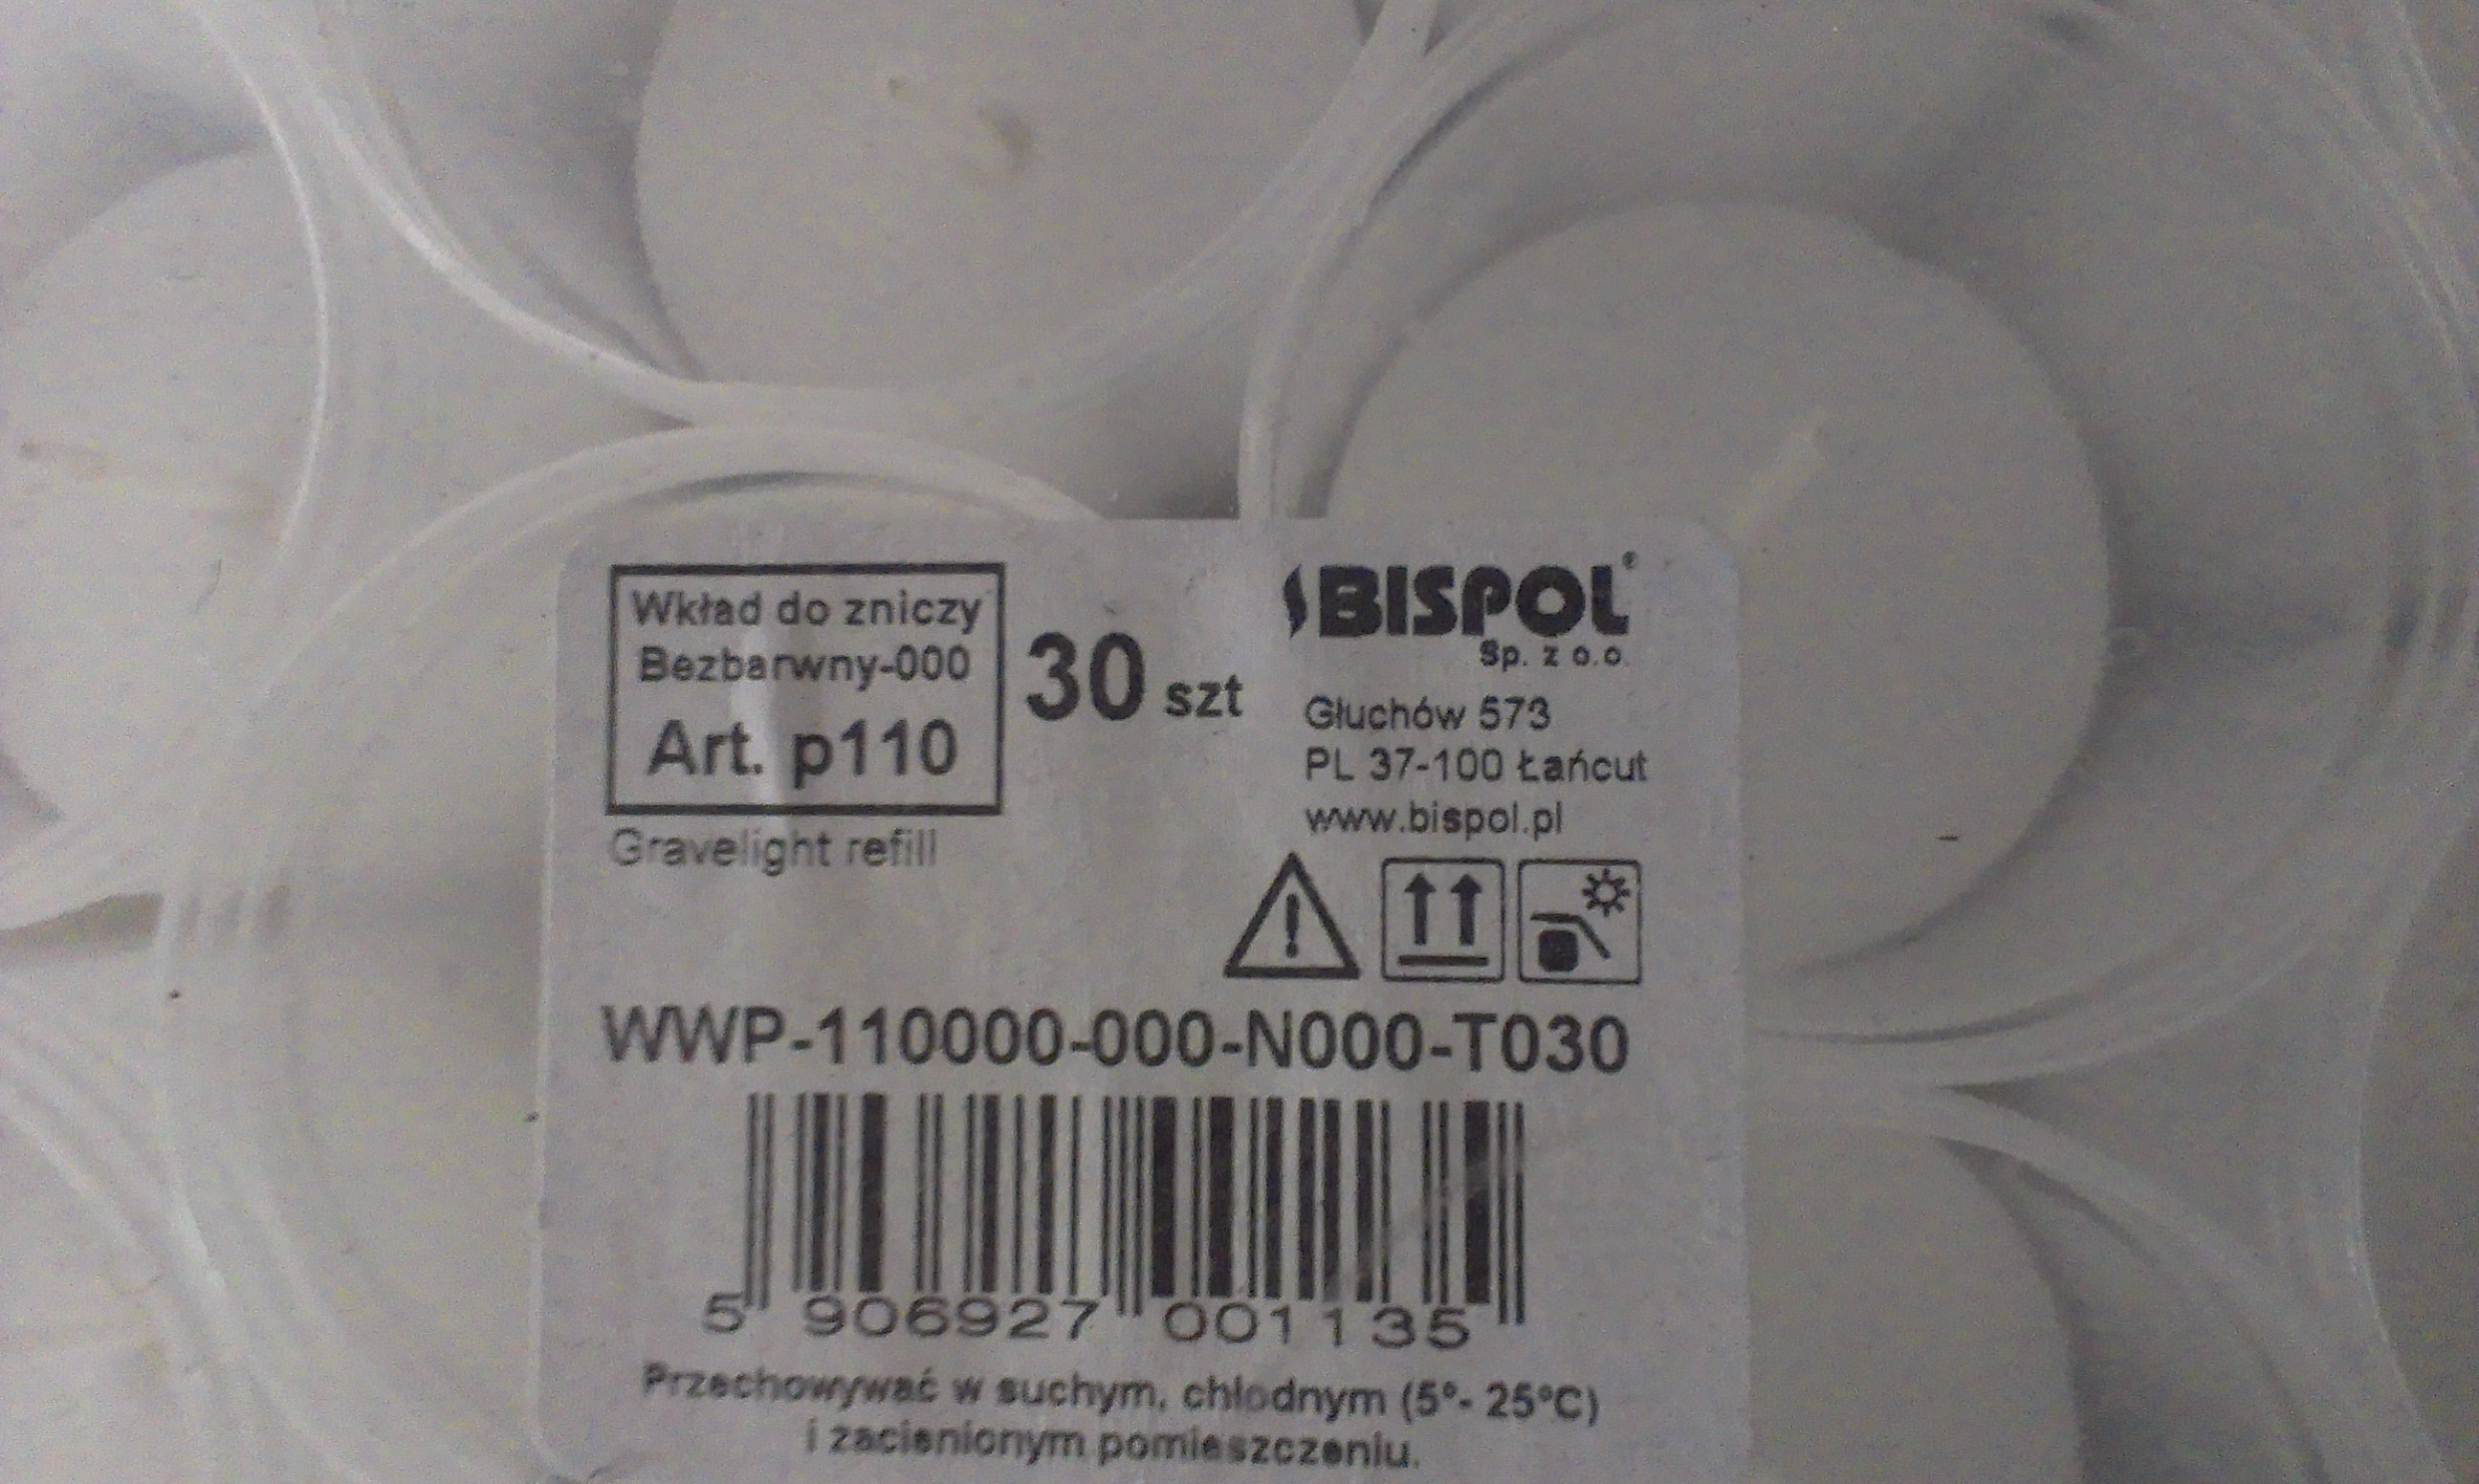 Wkład do zniczy
Bezbarwny-000
Art. p110
30 szt
Gravelight refill
BISPOL®
Sp. z o.o.
Głuchów 573
PL 37-100 Łańcut
www.bispol.pl
WWP-110000-000-N000-T030
5 906927 001135
Przechowywać w suchym, chłodnym (5°- 25°C)
i zacienionym pomieszczeniu.